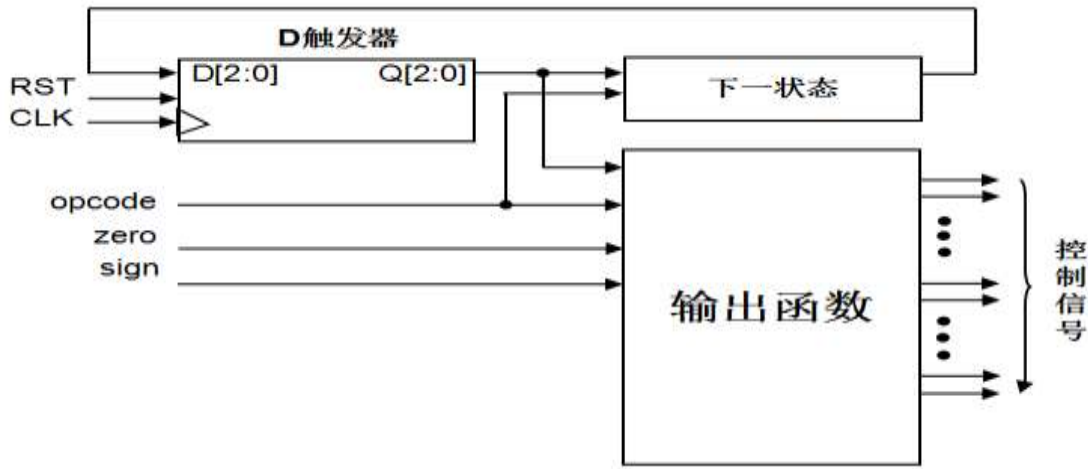 D触发器
D[2:0] Q[2:0]
RST
CLK
下一状态
opcode
zero
sign
输出函数
控制信号